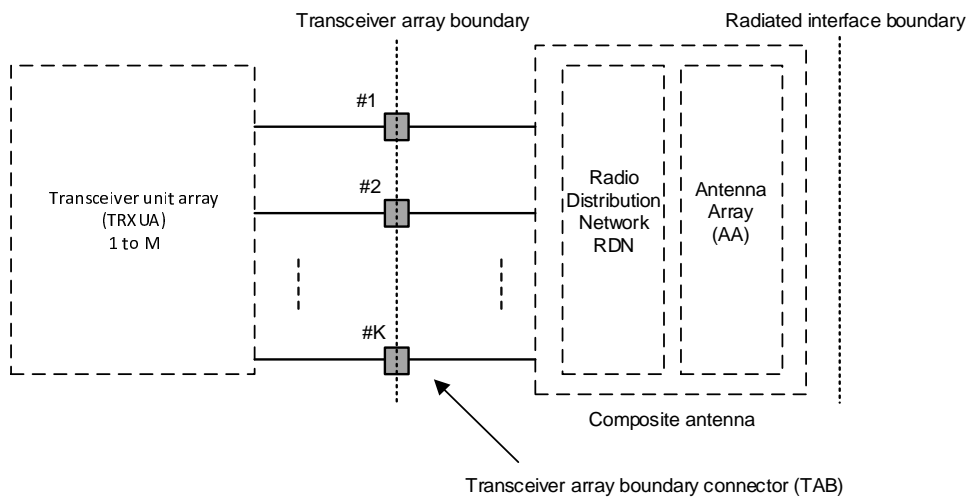 Transceiver array boundary
Radiated interface boundary
#1
#2
#K
Transceiver unit array
(TRXUA)
1 to M
Radio
Distribution
Network
RDN
Antenna
Array
(AA)
Composite antenna
Transceiver array boundary connector (TAB)